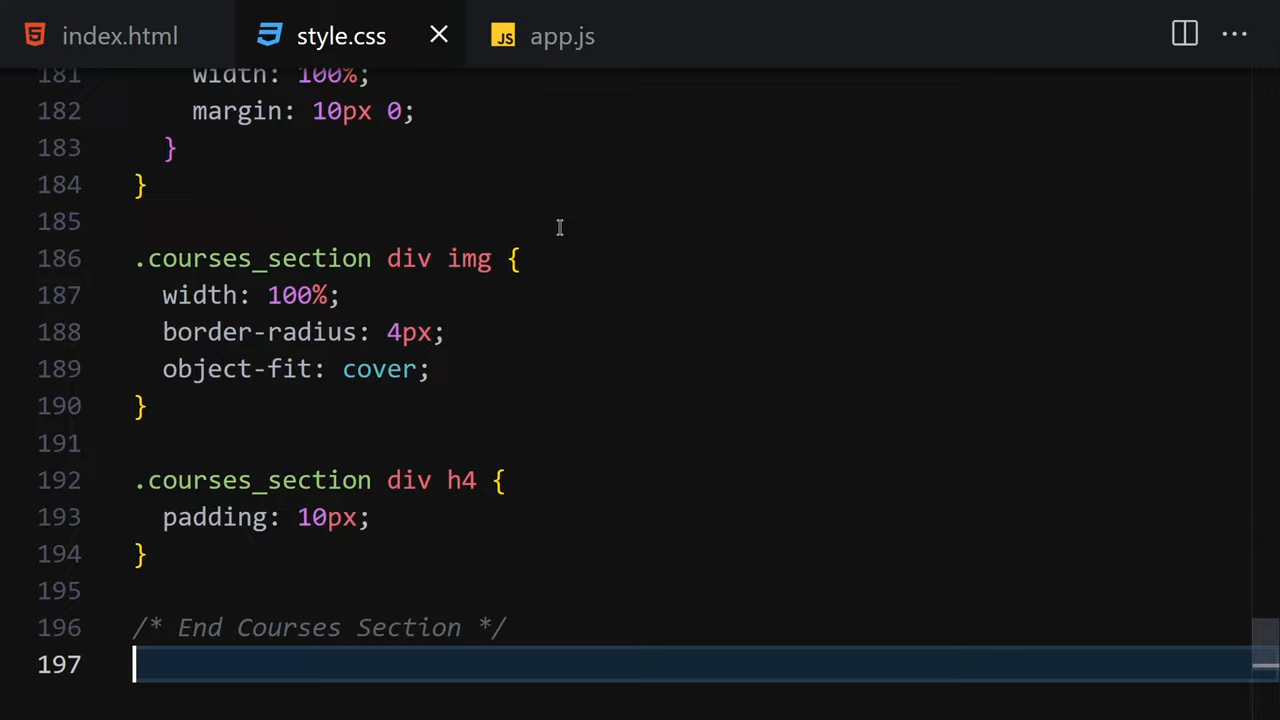 index.html style.css app.js
181 width: 100%;
182 margin: 10px 0;
183 }
184 }
185
186 .courses_section div img {
187 width: 100%;
188 border-radius: 4px;
189 object-fit: cover;
190 }
191
192 .courses_section div h4 {
193 padding: 10px;
194 }
195
196 /* End Courses Section */
197